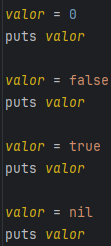 valor = 0
puts valor
valor = false
puts valor
valor = true
puts valor
valor = nil
puts valor